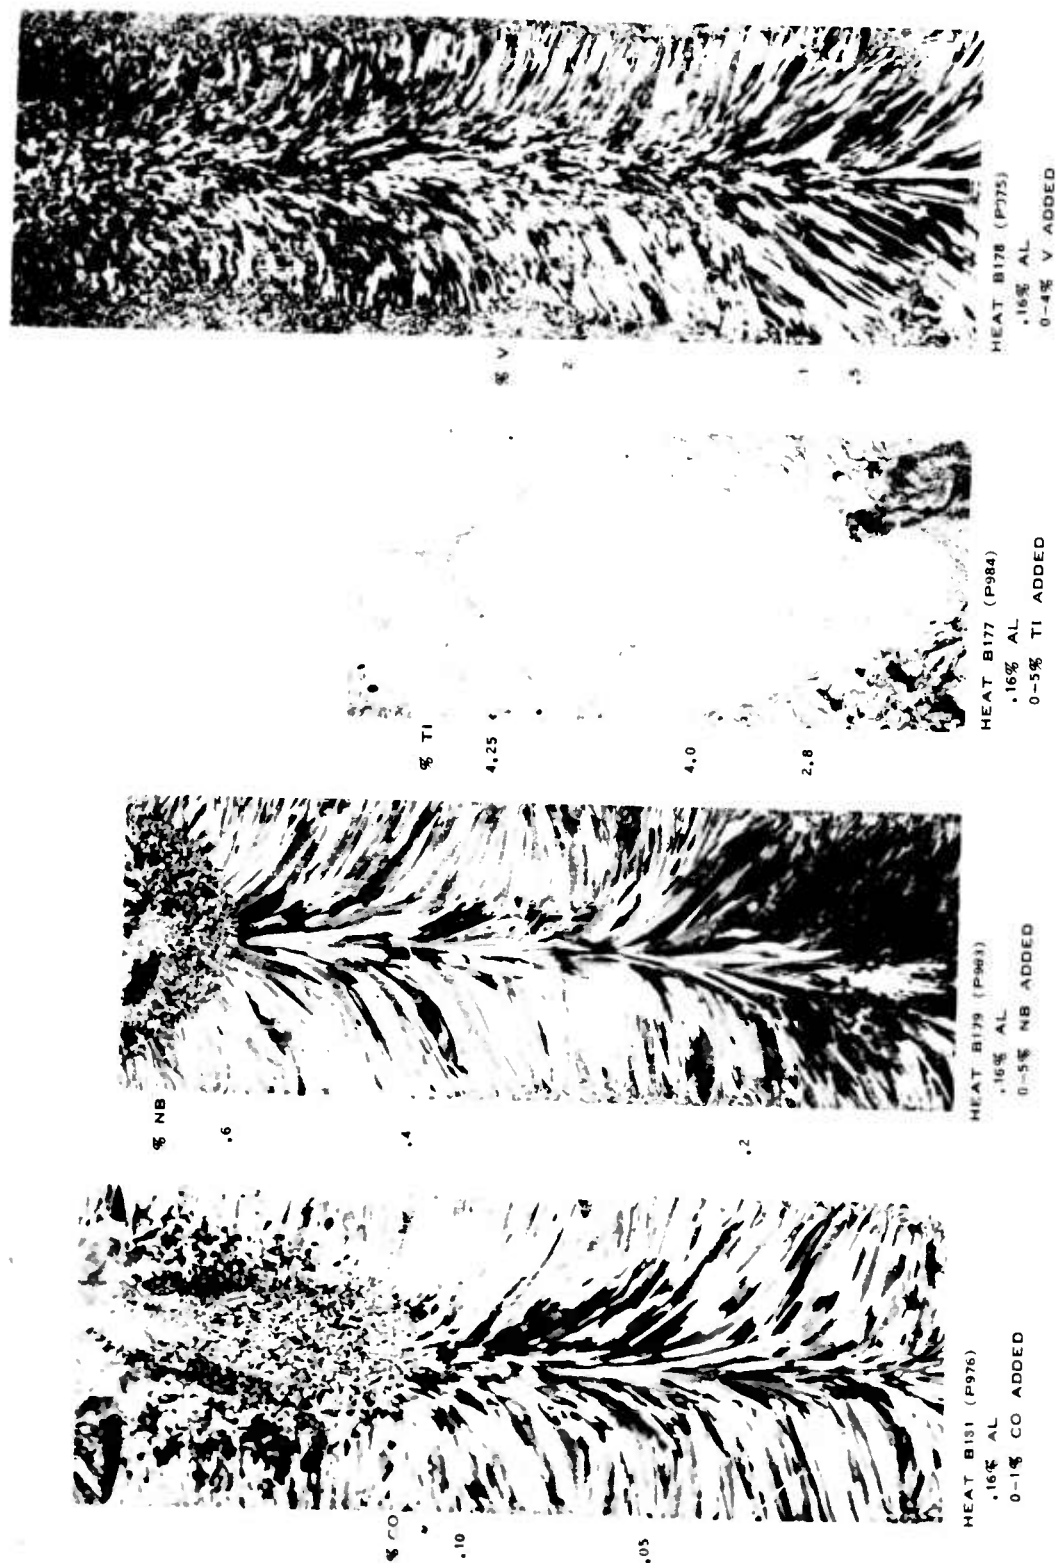 % CO
.10
.05
HEAT B131 (P976)
.16% AL
0-1% CO ADDED
% NB
.6
.4
.2
HEAT B179 (P983)
.16% AL
0-5% NB ADDED
% TI
4.25
4.0
2.8
HEAT B177 (P984)
.16% AL
0-5% TI ADDED
% V
2
1
.5
HEAT B178 (P975)
.16% AL
0-4% V ADDED